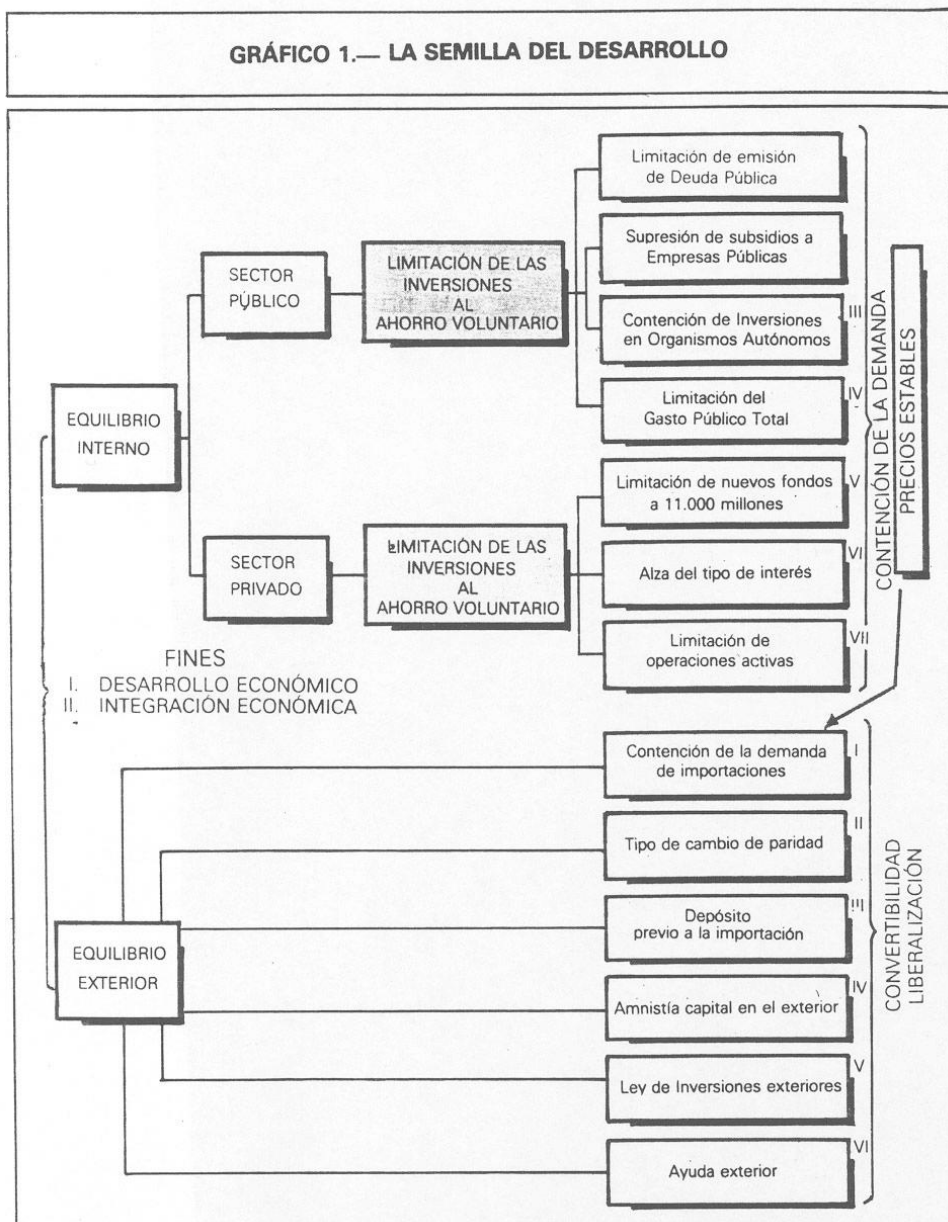 GRÁFICO 1.— LA SEMILLA DEL DESARROLLO
Limitación de emisión
de Deuda Pública
Supresión de subsidios a
Empresas Públicas
SECTOR
PÚBLICO
LIMITACIÓN DE LAS
INVERSIONES
AL
AHORRO VOLUNTARIO
Contención de Inversiones
en Organismos Autónomos
III
Limitación del
Gasto Público Total
IV
EQUILIBRIO
INTERNO
Limitación de nuevos fondos
a 11.000 millones
V
SECTOR
PRIVADO
LIMITACIÓN DE LAS
INVERSIONES
AL
AHORRO VOLUNTARIO
Alza del tipo de interés
VI
Limitación de
operaciones activas
VII
CONTENCIÓN DE LA DEMANDA
PRECIOS ESTABLES
FINES
I. DESARROLLO ECONÓMICO
II. INTEGRACIÓN ECONÓMICA
Contención de la demanda
de importaciones
I
Tipo de cambio de paridad
II
EQUILIBRIO
EXTERIOR
Depósito
previo a la importación
III
Amnistía capital en el exterior
IV
Ley de Inversiones exteriores
V
Ayuda exterior
VI
CONVERTIBILIDAD
LIBERALIZACIÓN